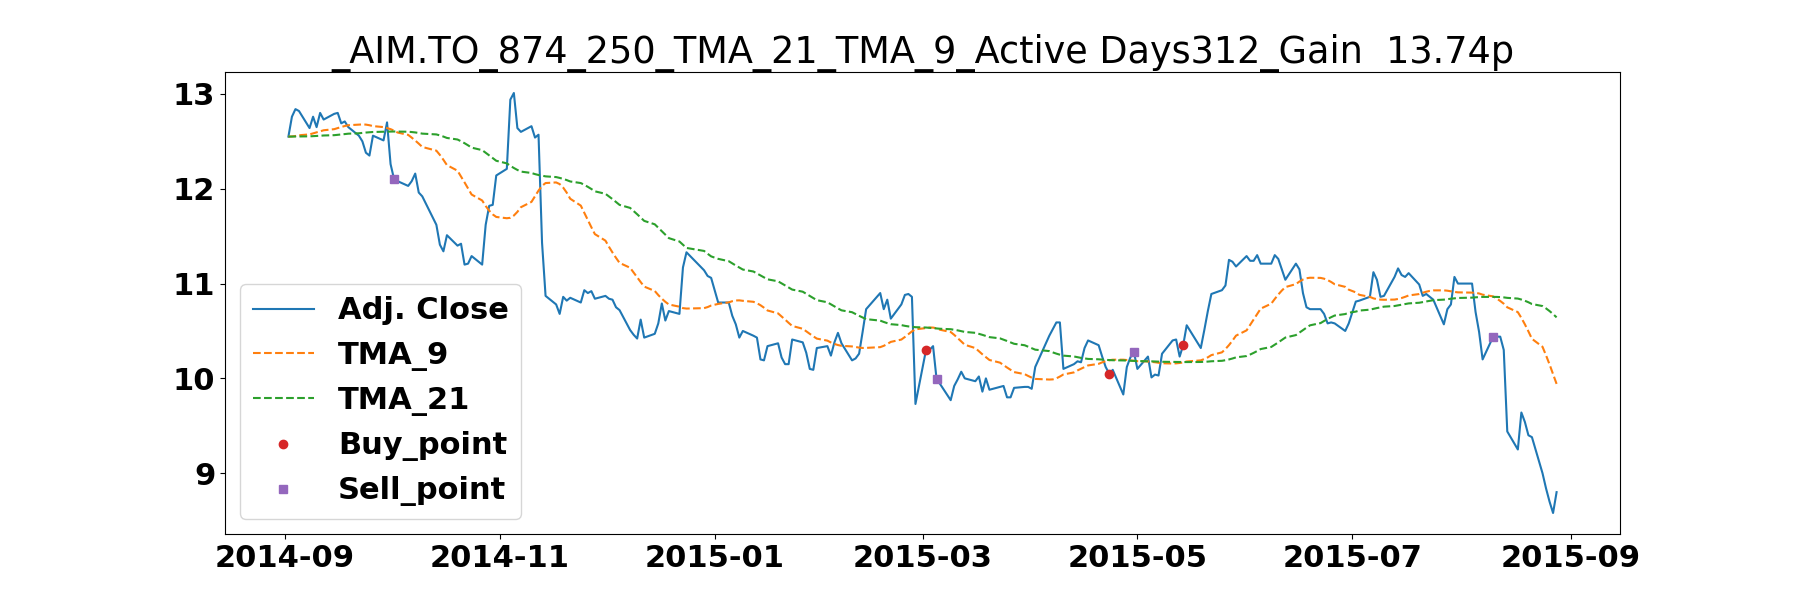 _AIM.TO_874_250_TMA_21_TMA_9_Active Days312_Gain  13.74p
13
12
11
10
9
Adj. Close
TMA_9
TMA_21
Buy_point
Sell_point
2014-09 2014-11 2015-01 2015-03 2015-05 2015-07 2015-09